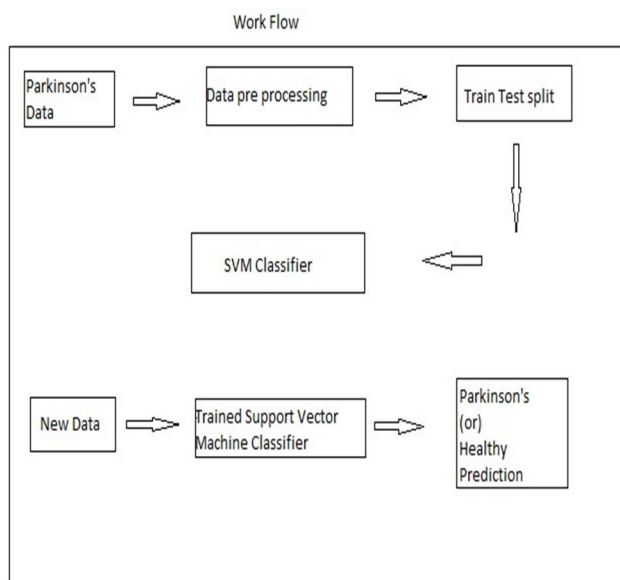 Work Flow
Parkinson's
Data
Data pre processing
Train Test split
SVM Classifier
New Data
Trained Support Vector
Machine Classifier
Parkinson's
(or)
Healthy
Prediction